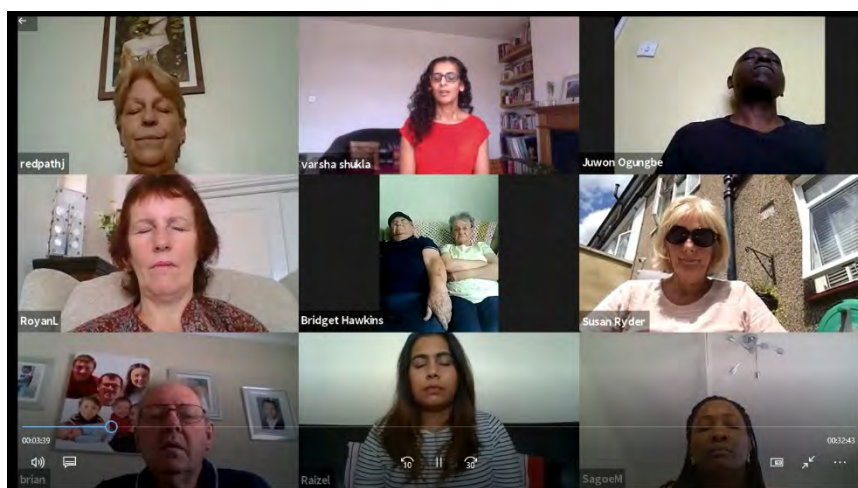 redpathj
varsha shukla
Juwon Ogungbe
RoyanL
Bridget Hawkins
Susan Ryder
00:03:39
00:32:43
10
30
brian
Raizel
SagoeM